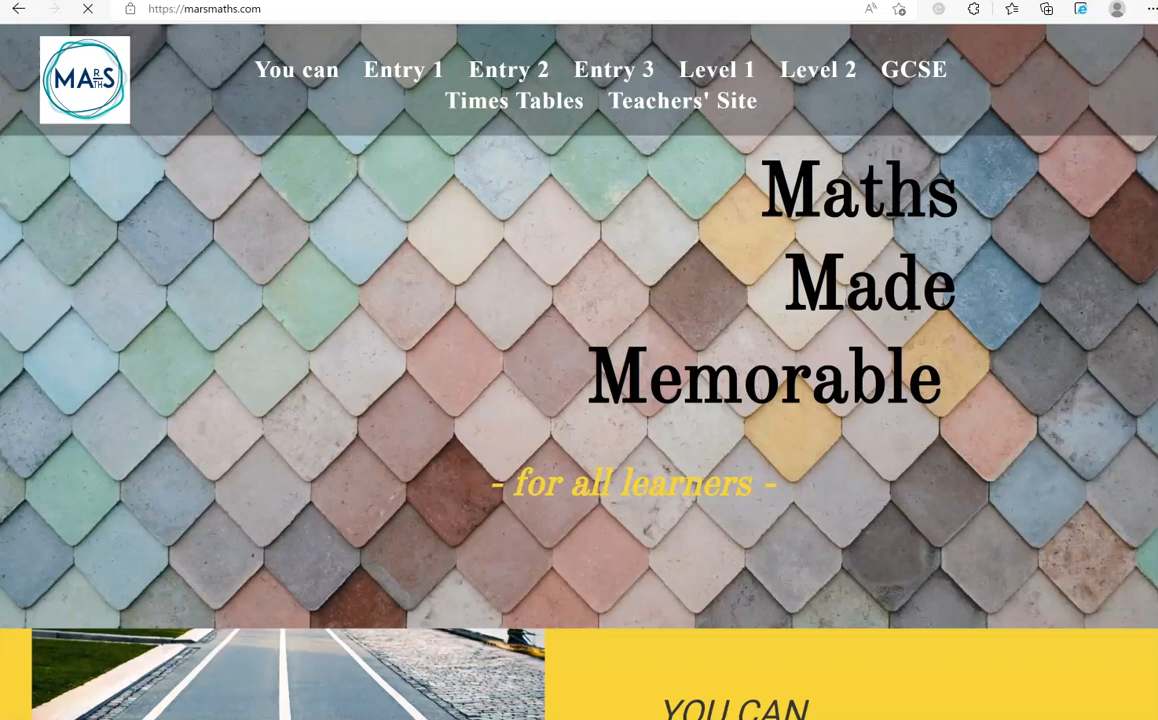 https://marsmaths.com
MARS
MATHS
You can Entry 1 Entry 2 Entry 3 Level 1 Level 2 GCSE
Times Tables Teachers' Site
Maths
Made
Memorable
- for all learners -
YOU CAN